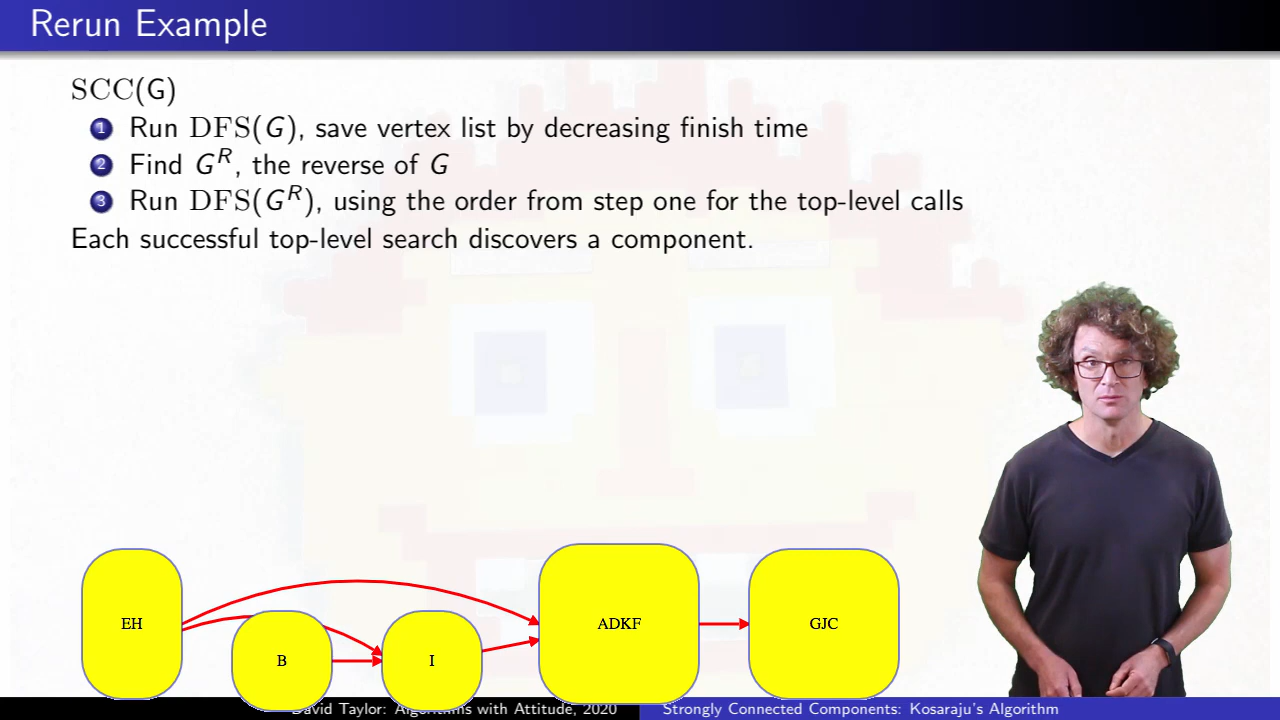 Rerun Example
SCC(G)
1 Run DFS(G), save vertex list by decreasing finish time
2 Find G^R, the reverse of G
3 Run DFS(G^R), using the order from step one for the top-level calls
Each successful top-level search discovers a component.
EH
B
I
ADKF
GJC
David Taylor: Algorithms with Attitude, 2020
Strongly Connected Components: Kosaraju's Algorithm